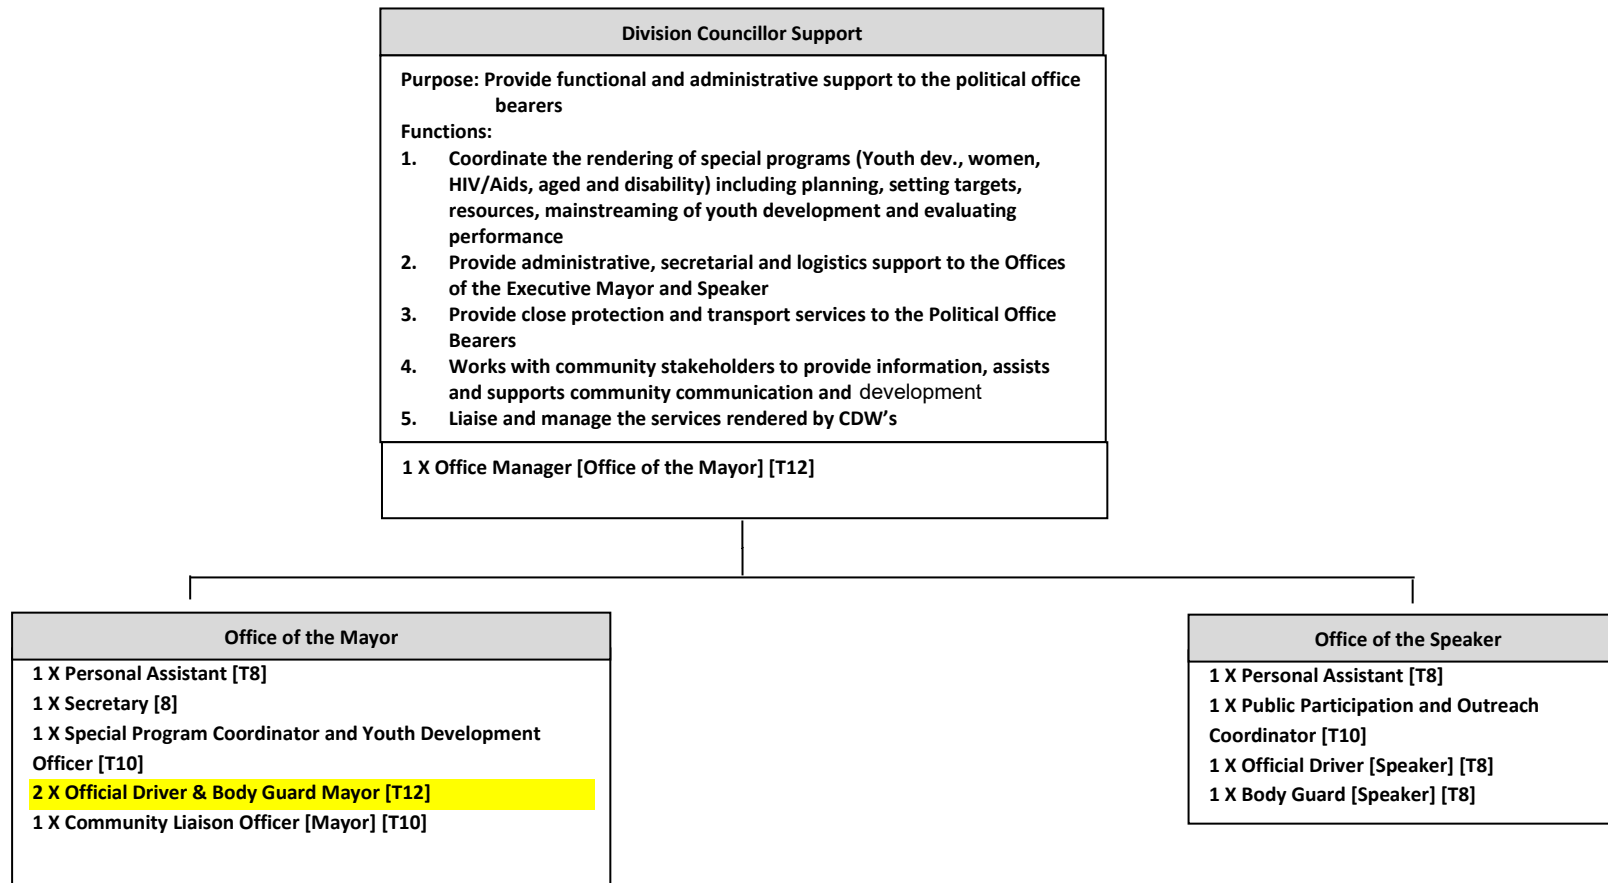 Division Councillor Support
Purpose: Provide functional and administrative support to the political office
bearers
Functions:
1. Coordinate the rendering of special programs (Youth dev., women,
HIV/Aids, aged and disability) including planning, setting targets,
resources, mainstreaming of youth development and evaluating
performance
2. Provide administrative, secretarial and logistics support to the Offices
of the Executive Mayor and Speaker
3. Provide close protection and transport services to the Political Office
Bearers
4. Works with community stakeholders to provide information, assists
and supports community communication and development
5. Liaise and manage the services rendered by CDW’s
1 X Office Manager [Office of the Mayor] [T12]
Office of the Mayor
1 X Personal Assistant [T8]
1 X Secretary [8]
1 X Special Program Coordinator and Youth Development
Officer [T10]
2 X Official Driver & Body Guard Mayor [T12]
1 X Community Liaison Officer [Mayor] [T10]
Office of the Speaker
1 X Personal Assistant [T8]
1 X Public Participation and Outreach
Coordinator [T10]
1 X Official Driver [Speaker] [T8]
1 X Body Guard [Speaker] [T8]